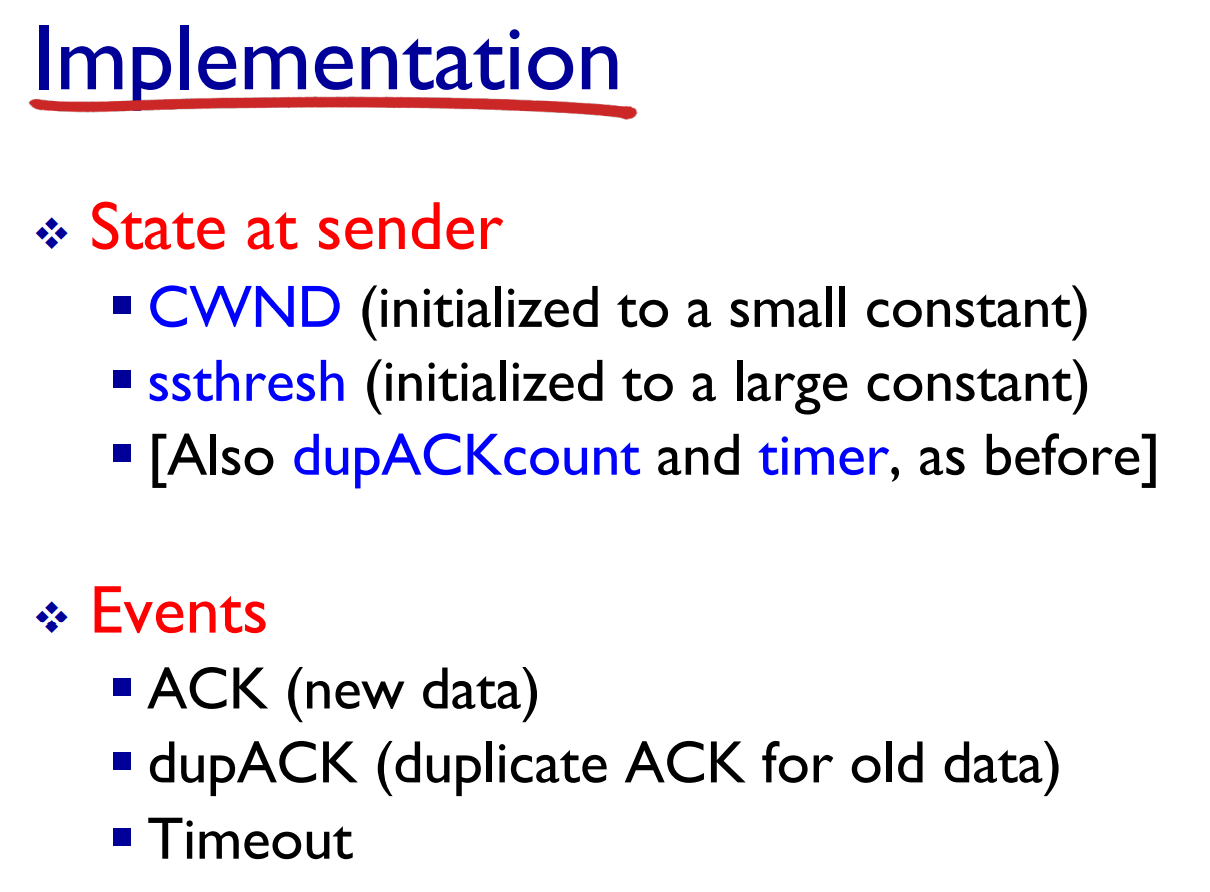 Implementation
State at sender
CWND (initialized to a small constant)
ssthresh (initialized to a large constant)
[Also dupACKcount and timer, as before]
Events
ACK (new data)
dupACK (duplicate ACK for old data)
Timeout